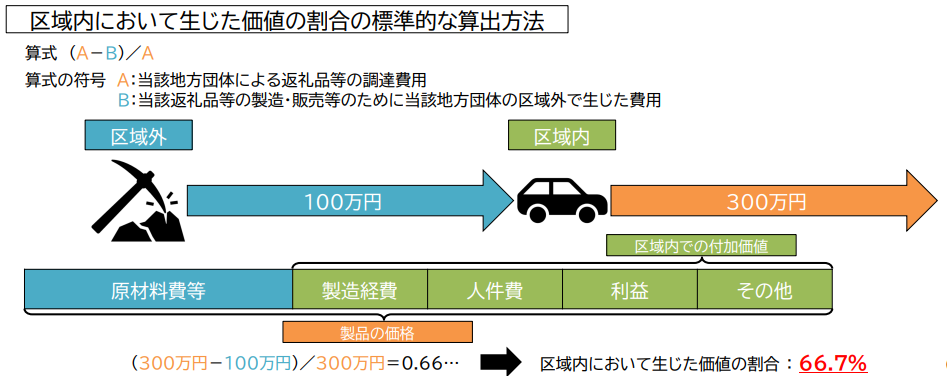 区域内において生じた価値の割合の標準的な算出方法
算式 (A－B)／A
算式の符号 A：当該地方団体による返礼品等の調達費用
B：当該返礼品等の製造・販売等のために当該地方団体の区域外で生じた費用
区域外
区域内
100万円
300万円
区域内での付加価値
原材料費等
製造経費
人件費
利益
その他
製品の価格
(300万円－100万円)／300万円＝0.66…
区域内において生じた価値の割合：66.7%